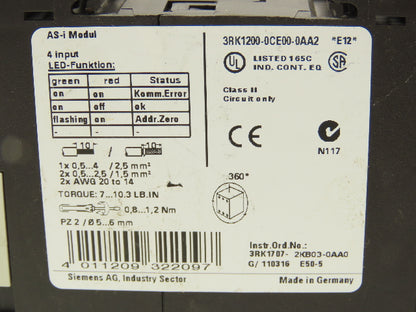 AS-i Modul
4 input
LED-Funktion:
green red Status
on on Komm.Error
on off ok
flashing on Addr.Zero
- - -
10 / 10
1x 0,5...4 / 2,5 mm²
2x 0,5...2,5 / 1,5 mm²
2x AWG 20 to 14
TORQUE: 7...10.3 LB.IN
0,8...1,2 Nm
PZ 2 / Ø 5...6 mm
4 011209 322097
Siemens AG, Industry Sector
3RK1200-0CE00-0AA2 *E12*
UL LISTED 165C
IND. CONT. EQ
SA
Class II
Circuit only
CE
N117
360°
Instr.Ord.No.:
3RK1707- 2KB03-0AA0
G/ 110316 E50-5
Made in Germany